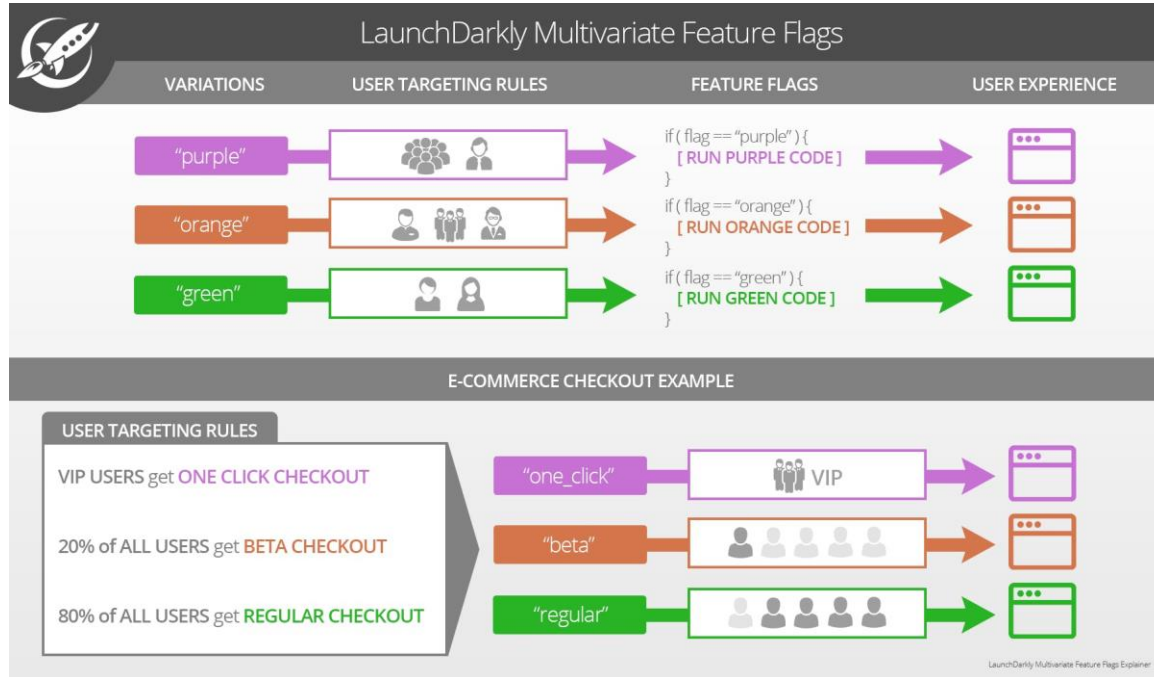 LaunchDarkly Multivariate Feature Flags
VARIATIONS USER TARGETING RULES FEATURE FLAGS USER EXPERIENCE
“purple”
if ( flag == “purple” ) {
[ RUN PURPLE CODE ]
}
“orange”
if ( flag == “orange” ) {
[ RUN ORANGE CODE ]
}
“green”
if ( flag == “green” ) {
[ RUN GREEN CODE ]
}
E-COMMERCE CHECKOUT EXAMPLE
USER TARGETING RULES
VIP USERS get ONE CLICK CHECKOUT
20% of ALL USERS get BETA CHECKOUT
80% of ALL USERS get REGULAR CHECKOUT
“one_click” VIP
“beta”
“regular”
LaunchDarkly Multivariate Feature Flags Explainer